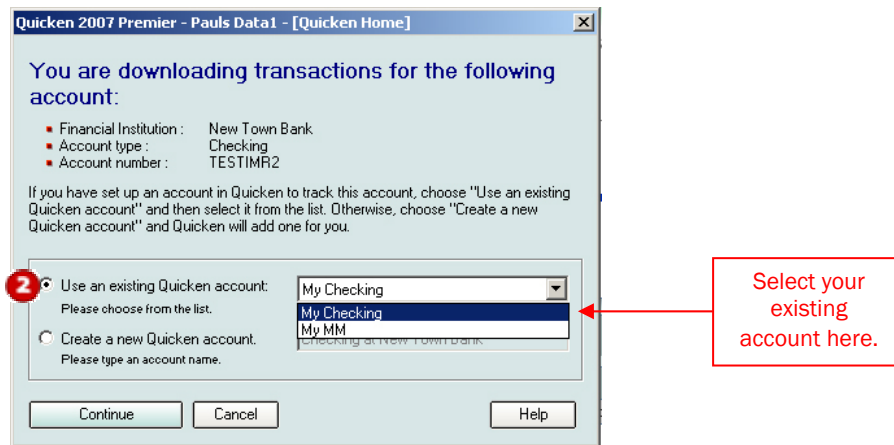 Quicken 2007 Premier - Pauls Data1 - [Quicken Home]
You are downloading transactions for the following
account:
Financial Institution : New Town Bank
Account type : Checking
Account number : TESTIMR2
If you have set up an account in Quicken to track this account, choose "Use an existing
Quicken account" and then select it from the list. Otherwise, choose "Create a new
Quicken account" and Quicken will add one for you.
2 Use an existing Quicken account: My Checking
Please choose from the list.
My Checking
My MM
Create a new Quicken account. Checking at New Town Bank
Please type an account name.
Continue Cancel Help
Select your
existing
account here.